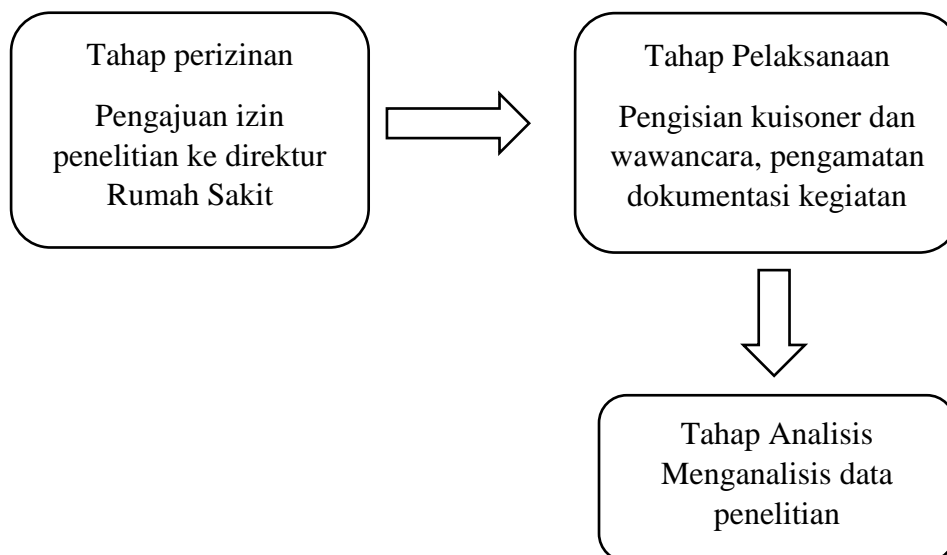 Tahap perizinan
Pengajuan izin
penelitian ke direktur
Rumah Sakit
Tahap Pelaksanaan
Pengisian kuisoner dan
wawancara, pengamatan
dokumentasi kegiatan
Tahap Analisis
Menganalisis data
penelitian